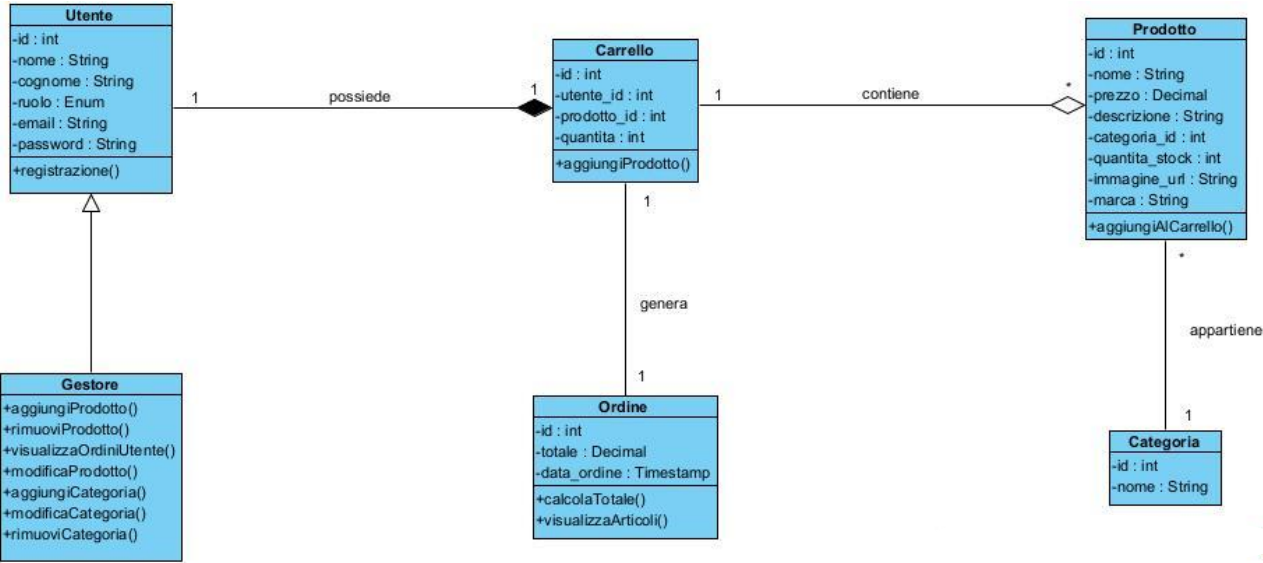 Utente
-id : int
-nome : String
-cognome : String
-ruolo : Enum
-email : String
-password : String
+registrazione()
1
possiede
1
Carrello
-id : int
-utente_id : int
-prodotto_id : int
-quantita : int
+aggiungiProdotto()
1
contiene
*
Prodotto
-id : int
-nome : String
-prezzo : Decimal
-descrizione : String
-categoria_id : int
-quantita_stock : int
-immagine_url : String
-marca : String
+aggiungiAlCarrello()
1
genera
1
*
appartiene
1
Gestore
+aggiungiProdotto()
+rimuoviProdotto()
+visualizzaOrdiniUtente()
+modificaProdotto()
+aggiungiCategoria()
+modificaCategoria()
+rimuoviCategoria()
Ordine
-id : int
-totale : Decimal
-data_ordine : Timestamp
+calcolaTotale()
+visualizzaArticoli()
Categoria
-id : int
-nome : String